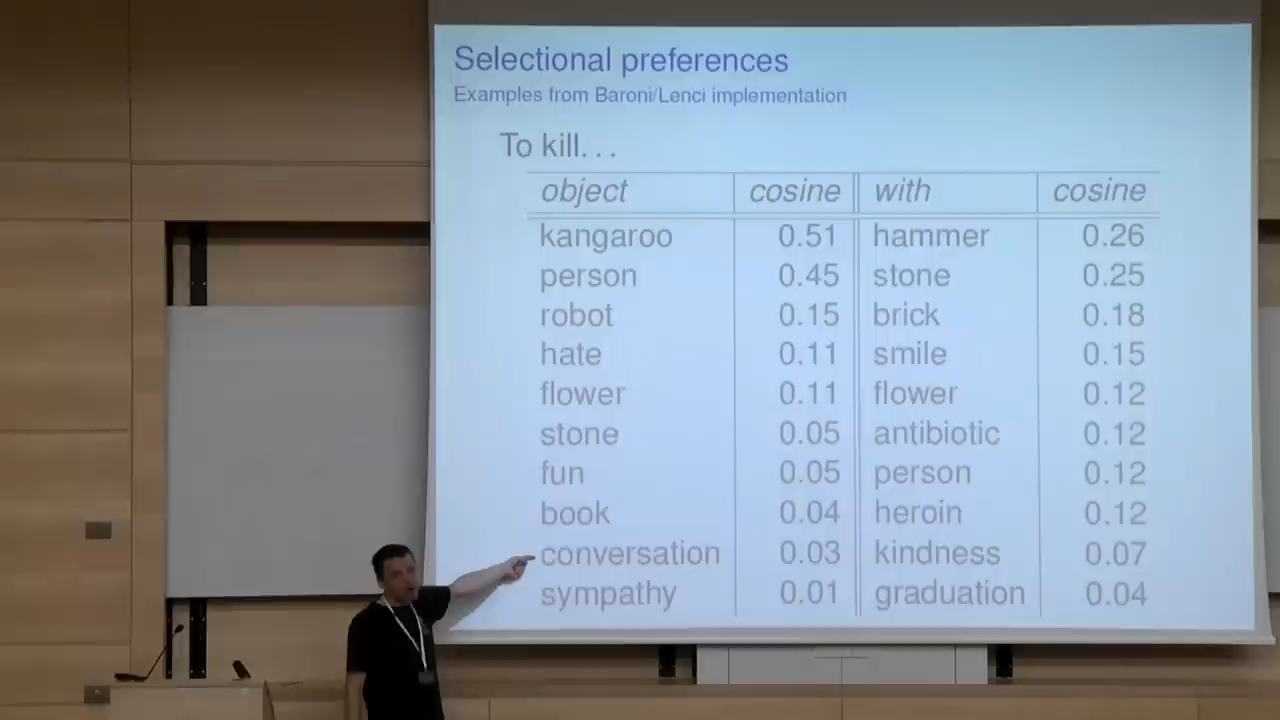 Selectional preferences
Examples from Baroni/Lenci implementation
To kill...
object cosine with cosine
kangaroo 0.51 hammer 0.26
person 0.45 stone 0.25
robot 0.15 brick 0.18
hate 0.11 smile 0.15
flower 0.11 flower 0.12
stone 0.05 antibiotic 0.12
fun 0.05 person 0.12
book 0.04 heroin 0.12
conversation 0.03 kindness 0.07
sympathy 0.01 graduation 0.04